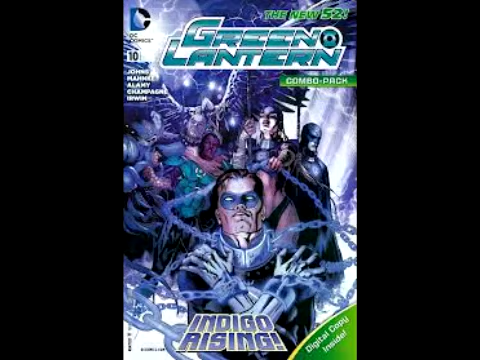 THE NEW 52!
DC COMICS
GREEN
LANTERN
COMBO-PACK
10
JOHNS
MAHNKE
ALAMY
CHAMPAGNE
IRWIN
INDIGO
RISING!
Digital Copy
Inside!